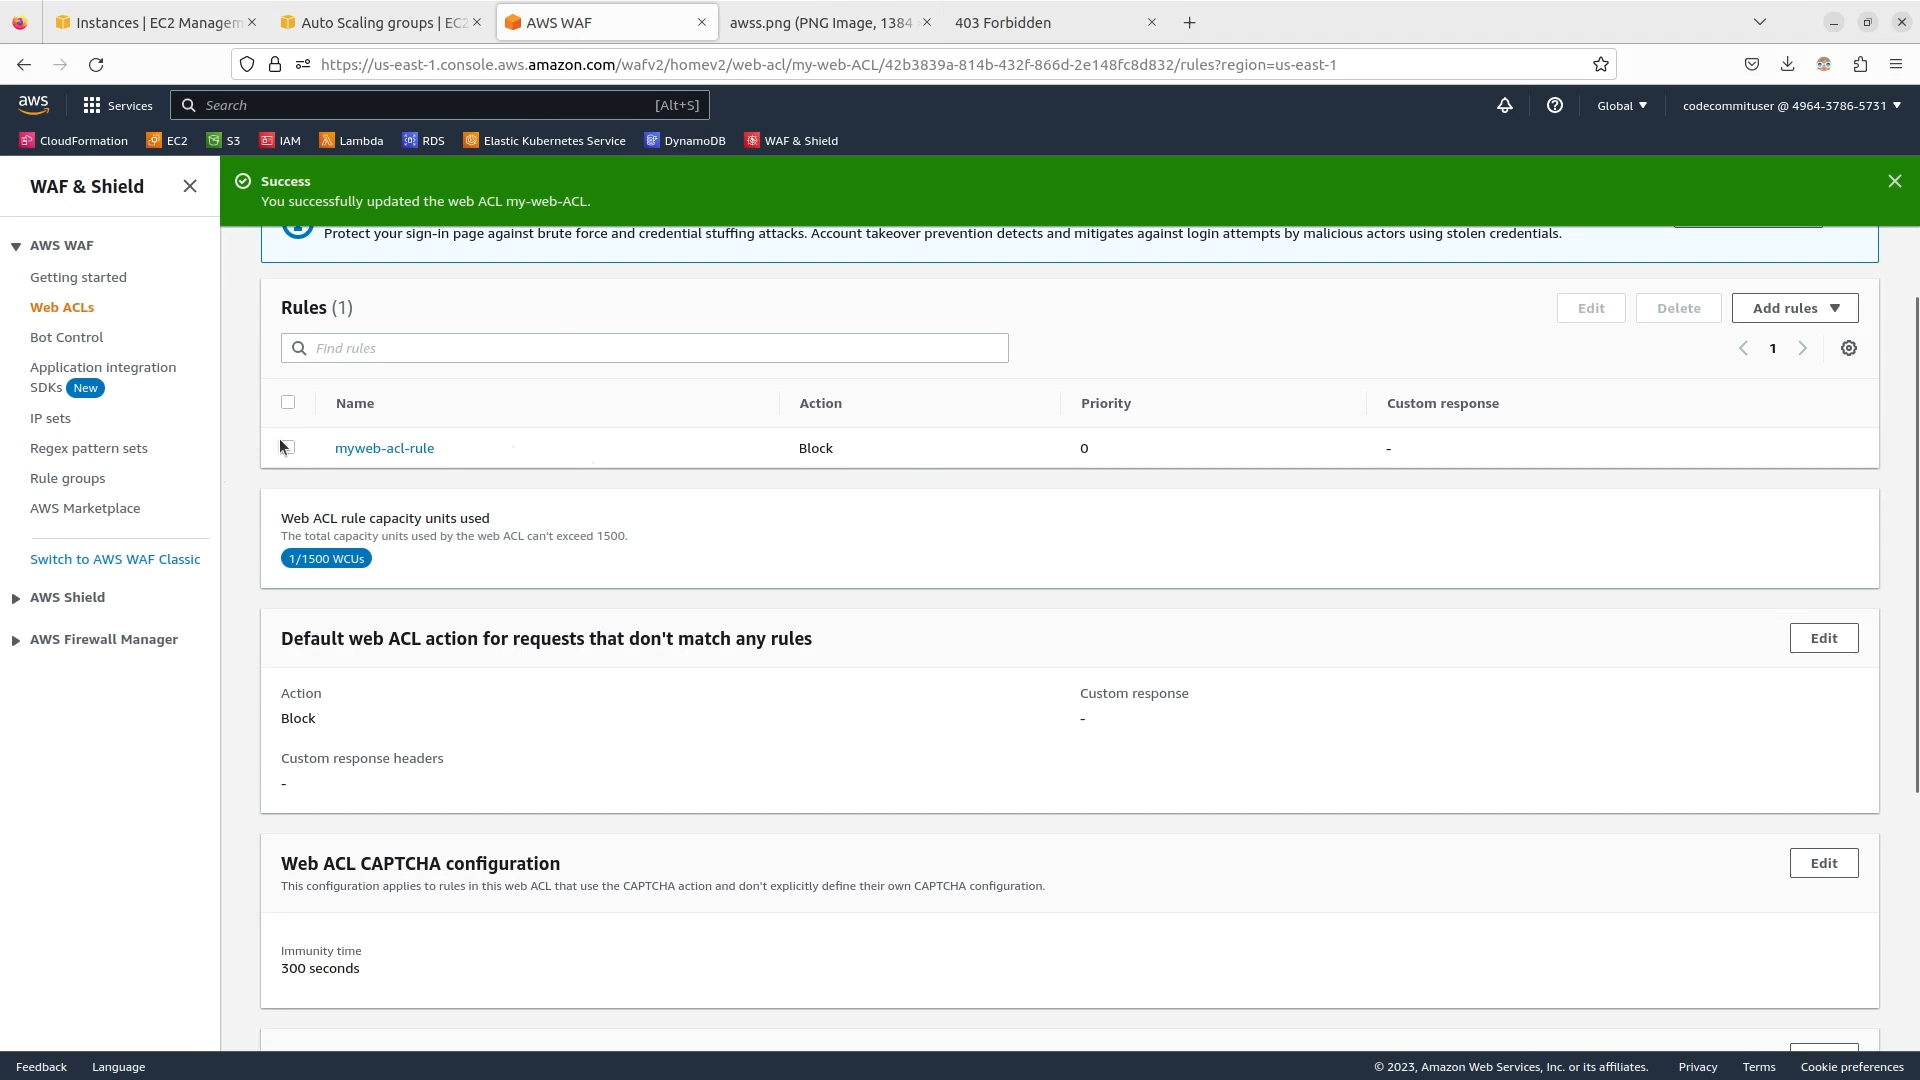 Instances | EC2 Managem
Auto Scaling groups | EC2
AWS WAF
awss.png (PNG Image, 1384
403 Forbidden
https://us-east-1.console.aws.amazon.com/wafv2/homev2/web-acl/my-web-ACL/42b3839a-814b-432f-866d-2e148fc8d832/rules?region=us-east-1
aws
Services
Search
[Alt+S]
Global
codecommituser @ 4964-3786-5731
CloudFormation
EC2
S3
IAM
Lambda
RDS
Elastic Kubernetes Service
DynamoDB
WAF & Shield
WAF & Shield
AWS WAF
Getting started
Web ACLs
Bot Control
Application integration
SDKs New
IP sets
Regex pattern sets
Rule groups
AWS Marketplace
Switch to AWS WAF Classic
AWS Shield
AWS Firewall Manager
Success
You successfully updated the web ACL my-web-ACL.
Protect your sign-in page against brute force and credential stuffing attacks. Account takeover prevention detects and mitigates against login attempts by malicious actors using stolen credentials.
Rules (1)
Edit
Delete
Add rules
Find rules
1
Name
Action
Priority
Custom response
myweb-acl-rule
Block
0
-
Web ACL rule capacity units used
The total capacity units used by the web ACL can't exceed 1500.
1/1500 WCUs
Default web ACL action for requests that don't match any rules
Edit
Action
Block
Custom response
-
Custom response headers
-
Web ACL CAPTCHA configuration
Edit
This configuration applies to rules in this web ACL that use the CAPTCHA action and don't explicitly define their own CAPTCHA configuration.
Immunity time
300 seconds
Feedback
Language
© 2023, Amazon Web Services, Inc. or its affiliates.
Privacy
Terms
Cookie preferences